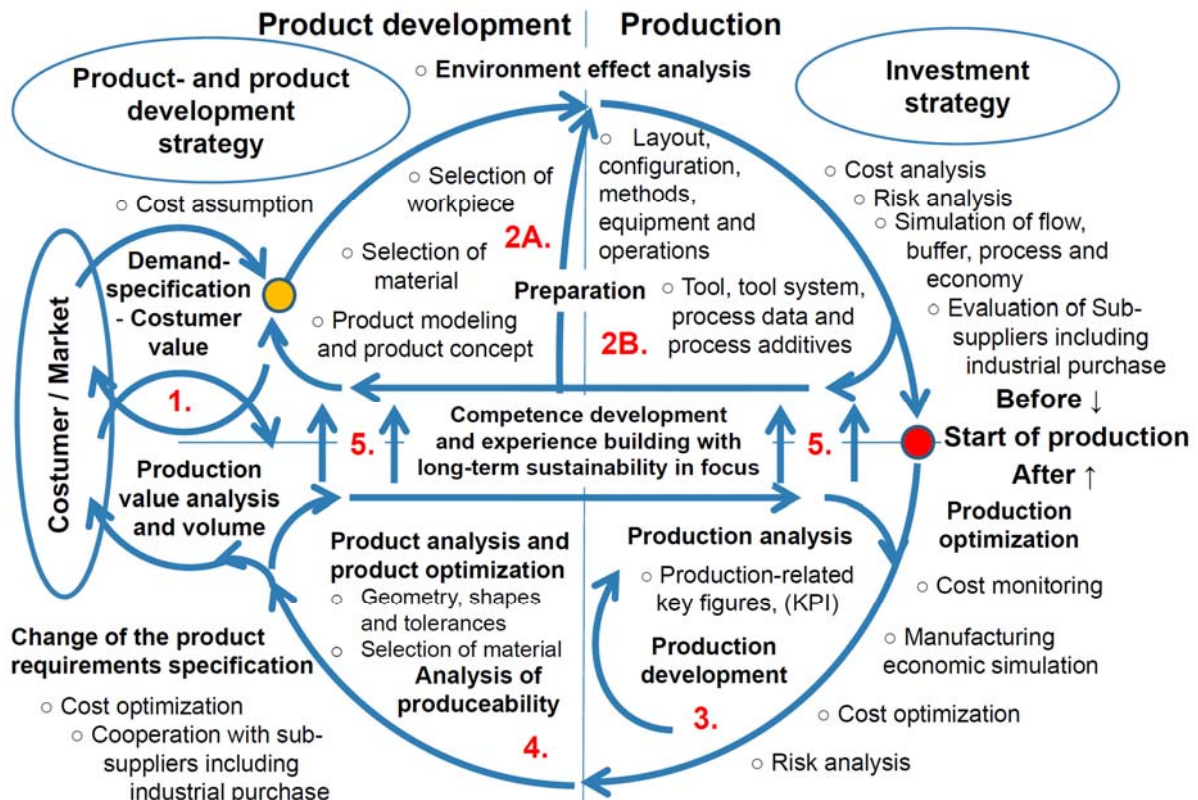 Product development
Production
Product- and product
development
strategy
○ Environment effect analysis
Investment
strategy
○ Cost assumption
○ Selection of
workpiece
2A.
○ Layout,
configuration,
methods,
equipment and
operations
○ Cost analysis
○ Risk analysis
○ Simulation of flow,
buffer, process and
economy
○ Evaluation of Sub-
suppliers including
industrial purchase
Demand-
specification
- Costumer
value
○ Selection of
material
○ Product modeling
and product concept
Preparation
2B.
○ Tool, tool system,
process data and
process additives
Costumer / Market
1.
5.
Competence development
and experience building with
long-term sustainability in focus
5.
Before ↓
Start of production
After ↑
Production
value analysis
and volume
Production
optimization
○ Cost monitoring
○ Manufacturing
economic simulation
○ Cost optimization
○ Risk analysis
Product analysis and
product optimization
○ Geometry, shapes
and tolerances
○ Selection of material
Analysis of
produceability
4.
Production analysis
○ Production-related
key figures, (KPI)
Production
development
3.
Change of the product
requirements specification
○ Cost optimization
○ Cooperation with sub-
suppliers including
industrial purchase